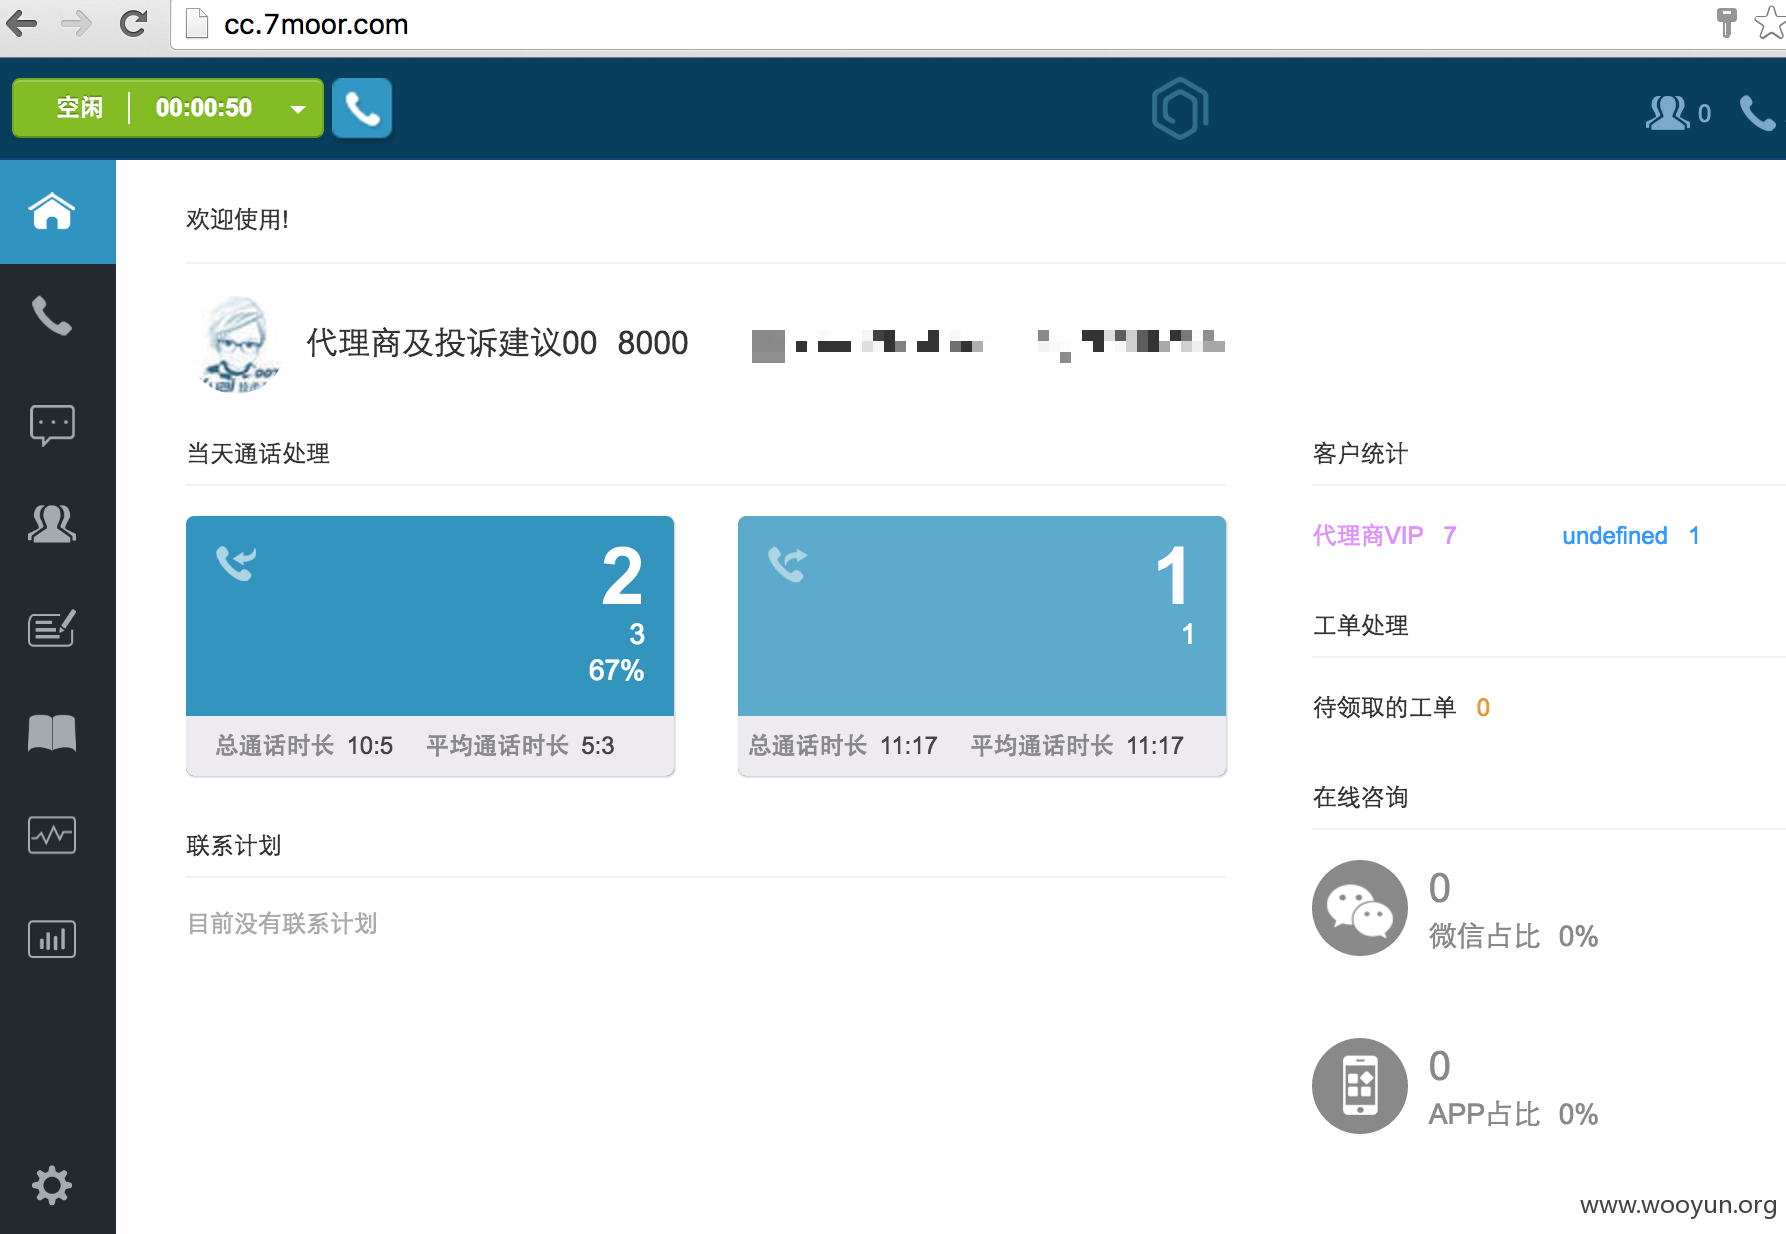 cc.7moor.com
空闲 00:00:50
0
欢迎使用!
代理商及投诉建议00 8000
当天通话处理
2
3
67%
总通话时长 10:5 平均通话时长 5:3
1
1
总通话时长 11:17 平均通话时长 11:17
联系计划
目前没有联系计划
客户统计
代理商VIP 7 undefined 1
工单处理
待领取的工单 0
在线咨询
0
微信占比 0%
0
APP占比 0%
www.wooyun.org